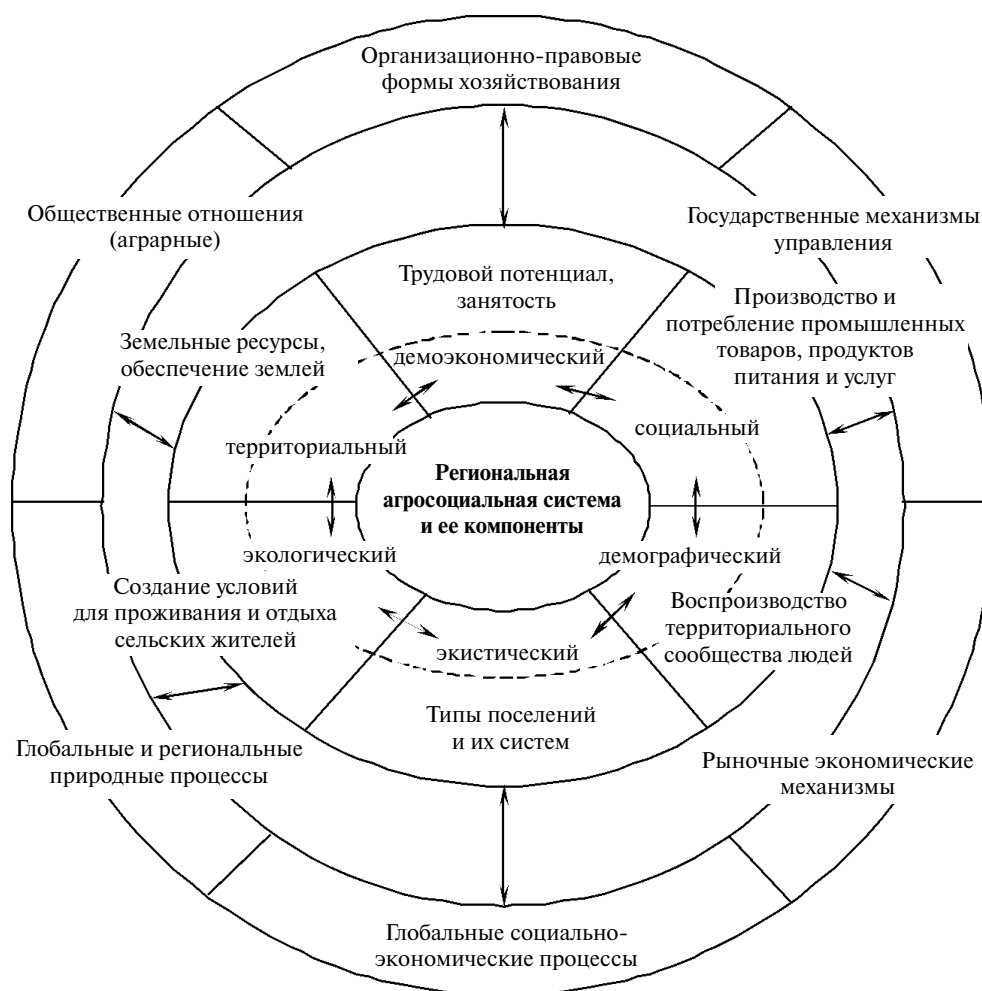 Организационно-правовые
формы хозяйствования
Общественные отношения
(аграрные)
Государственные механизмы
управления
Трудовой потенциал,
занятость
Производство и
потребление промышленных
товаров, продуктов
питания и услуг
Земельные ресурсы,
обеспечение землей
демоэкономический
территориальный
социальный
Региональная
агросоциальная система
и ее компоненты
экологический
демографический
Создание условий
для проживания и отдыха
сельских жителей
Воспроизводство
территориального
сообщества людей
экистический
Типы поселений
и их систем
Глобальные и региональные
природные процессы
Рыночные экономические
механизмы
Глобальные социально-
экономические процессы